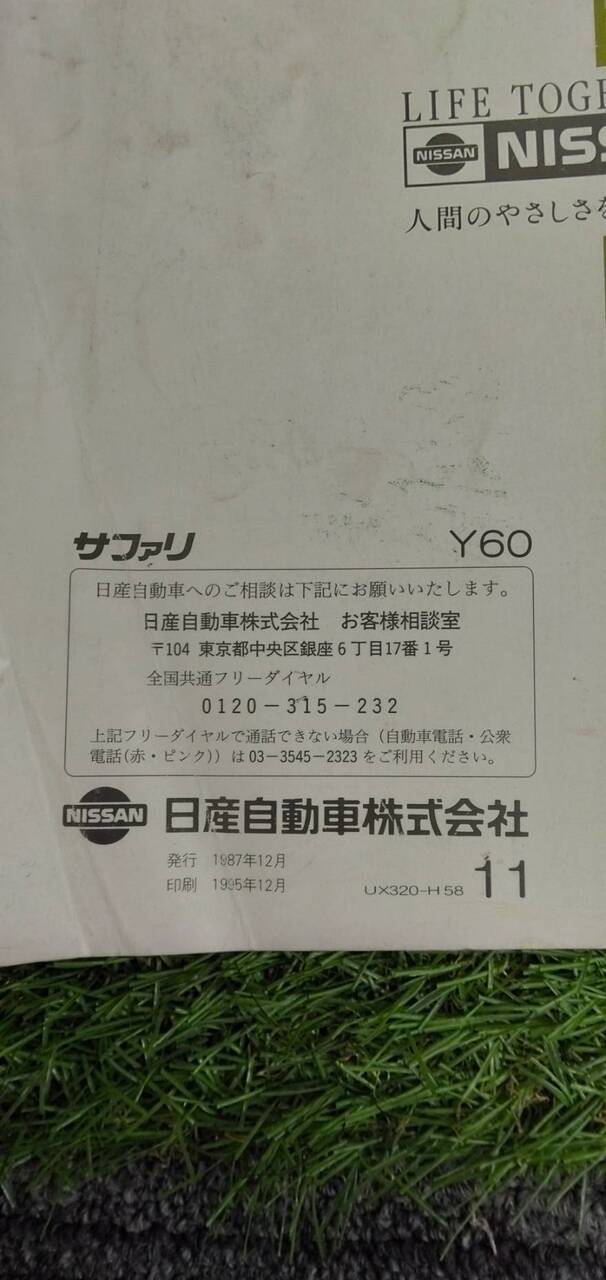 LIFE TOGE
NISSAN NISS
人間のやさしさを
サファリ Y60
日産自動車へのご相談は下記にお願いいたします。
日産自動車株式会社 お客様相談室
〒104 東京都中央区銀座6丁目17番1号
全国共通フリーダイヤル
0120-315-232
上記フリーダイヤルで通話できない場合（自動車電話・公衆
電話(赤・ピンク)）は03-3545-2323をご利用ください。
NISSAN 日産自動車株式会社
発行 1987年12月
印刷 1995年12月
UX320-H58 11